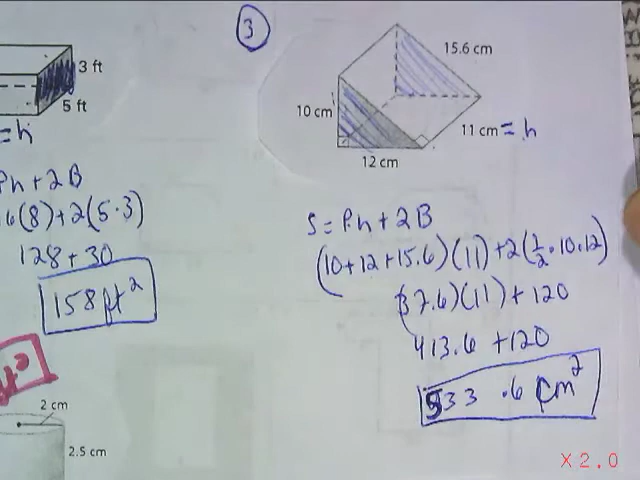 3 ft
5 ft
= h
Ph + 2B
16(8) + 2(5·3)
128 + 30
158 ft²
2 cm
2.5 cm
3
15.6 cm
10 cm
11 cm = h
12 cm
S = P.h + 2B
(10+12+15.6)(11)+2(½·10·12)
(37.6)(11) + 120
413.6 + 120
533.6 cm²
X2.0